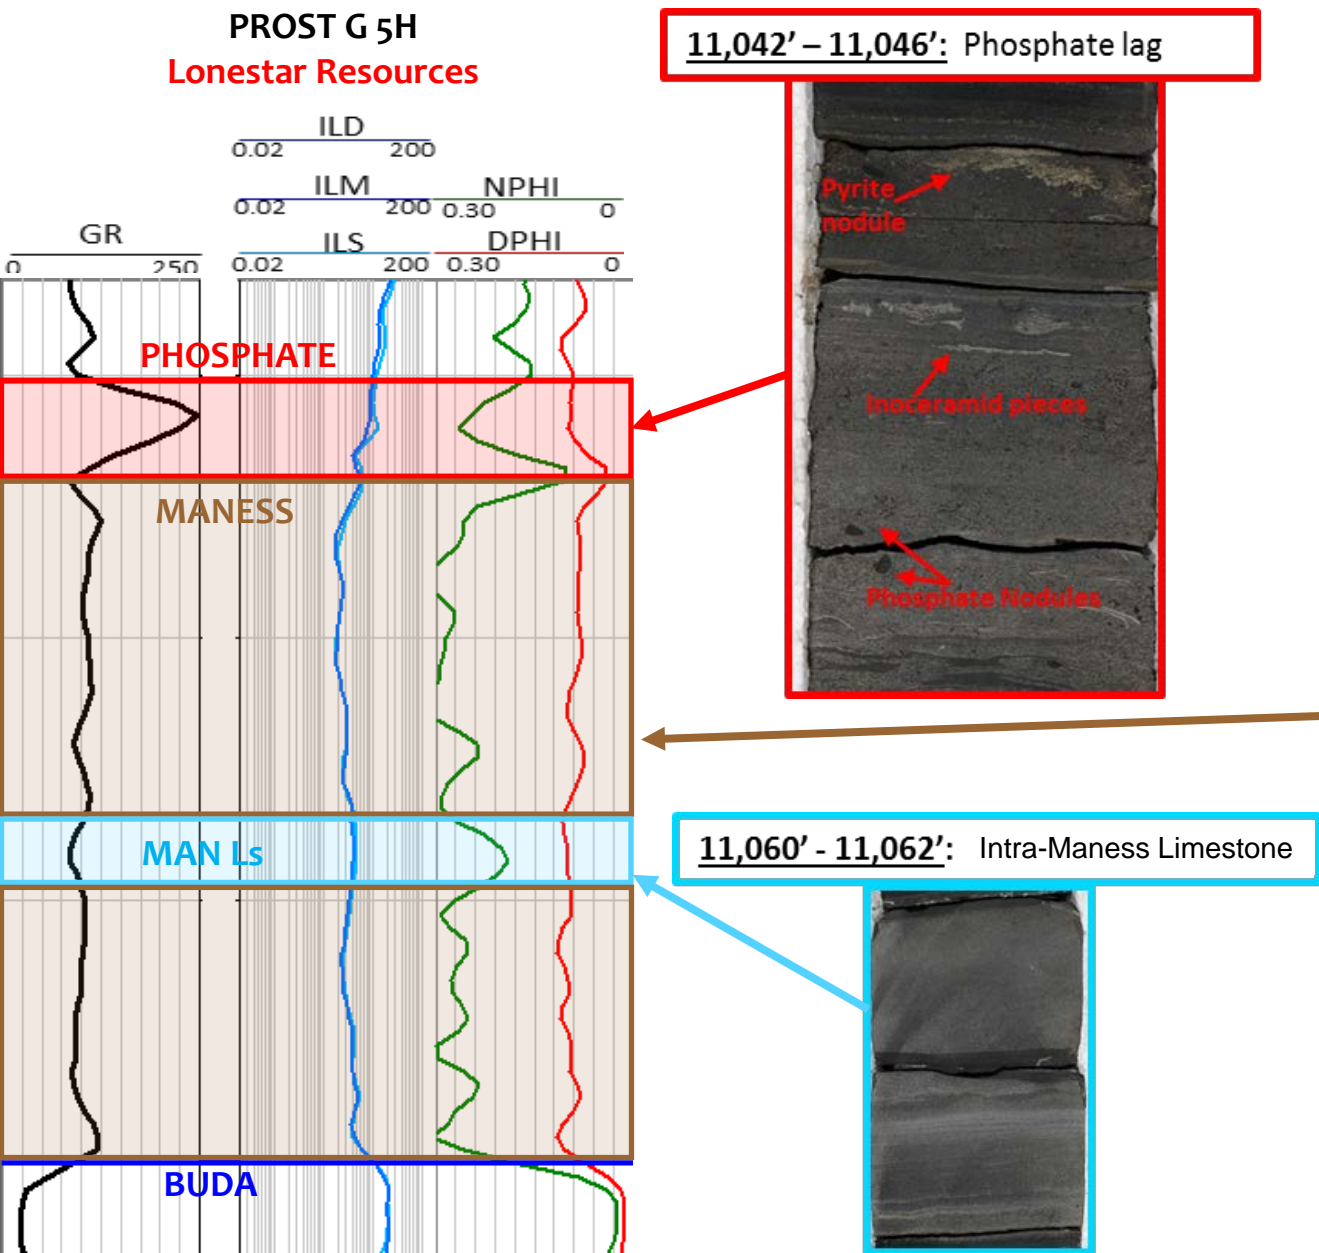 PROST G 5H
Lonestar Resources
11,042’ – 11,046’: Phosphate lag
ILD
0.02 200
ILM
0.02 200
NPHI
0.30 0
GR
0 250
ILS
0.02 200
DPHI
0.30 0
Pyrite
nodule
PHOSPHATE
Inoceramid pieces
MANESS
Phosphate Nodules
MAN Ls
11,060’ - 11,062’: Intra-Maness Limestone
BUDA